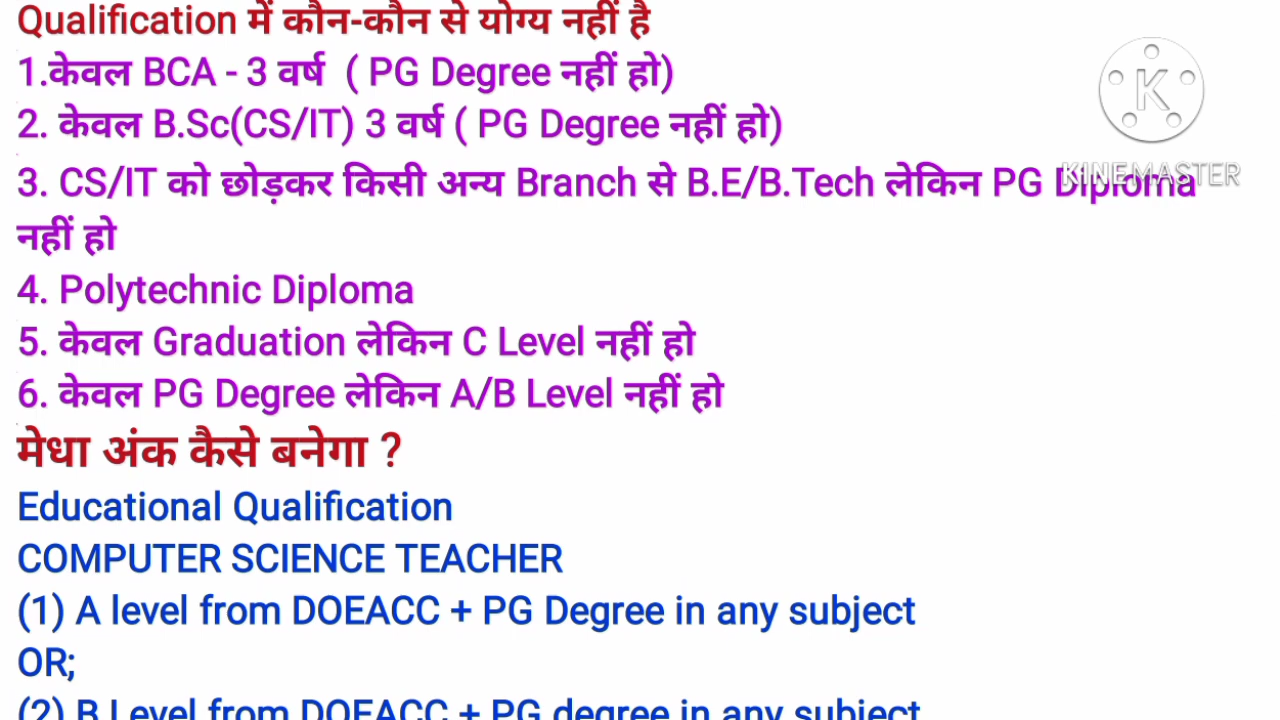 Qualification में कौन-कौन से योग्य नहीं है
1.केवल BCA - 3 वर्ष ( PG Degree नहीं हो)
2. केवल B.Sc(CS/IT) 3 वर्ष ( PG Degree नहीं हो)
3. CS/IT को छोड़कर किसी अन्य Branch से B.E/B.Tech लेकिन PG Diploma
नहीं हो
4. Polytechnic Diploma
5. केवल Graduation लेकिन C Level नहीं हो
6. केवल PG Degree लेकिन A/B Level नहीं हो
मेधा अंक कैसे बनेगा ?
Educational Qualification
COMPUTER SCIENCE TEACHER
(1) A level from DOEACC + PG Degree in any subject
OR;
(2) B Level from DOEACC + PG degree in any subject
K
KINEMASTER